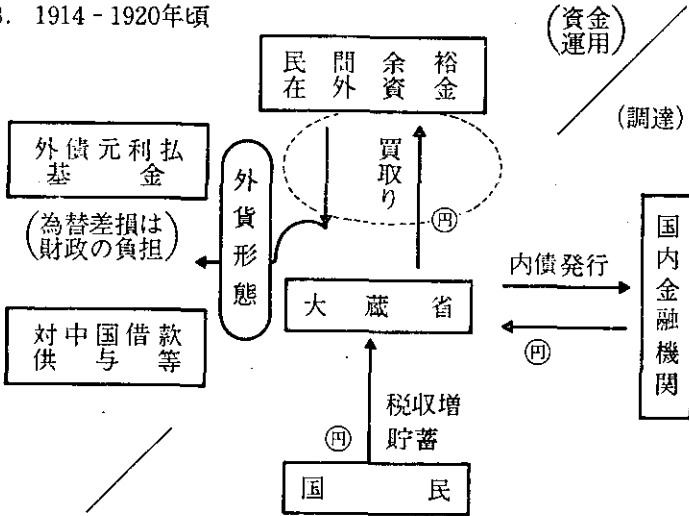 3. 1914-1920年頃
(資金
運用)
(調達)
民間余裕
在外資金
外債元利払
基金
(為替差損は
財政の負担)
外貨形態
買取り
円
対中国借款
供与等
大蔵省
内債発行
円
国内金融機関
税収増
貯蓄
円
国民